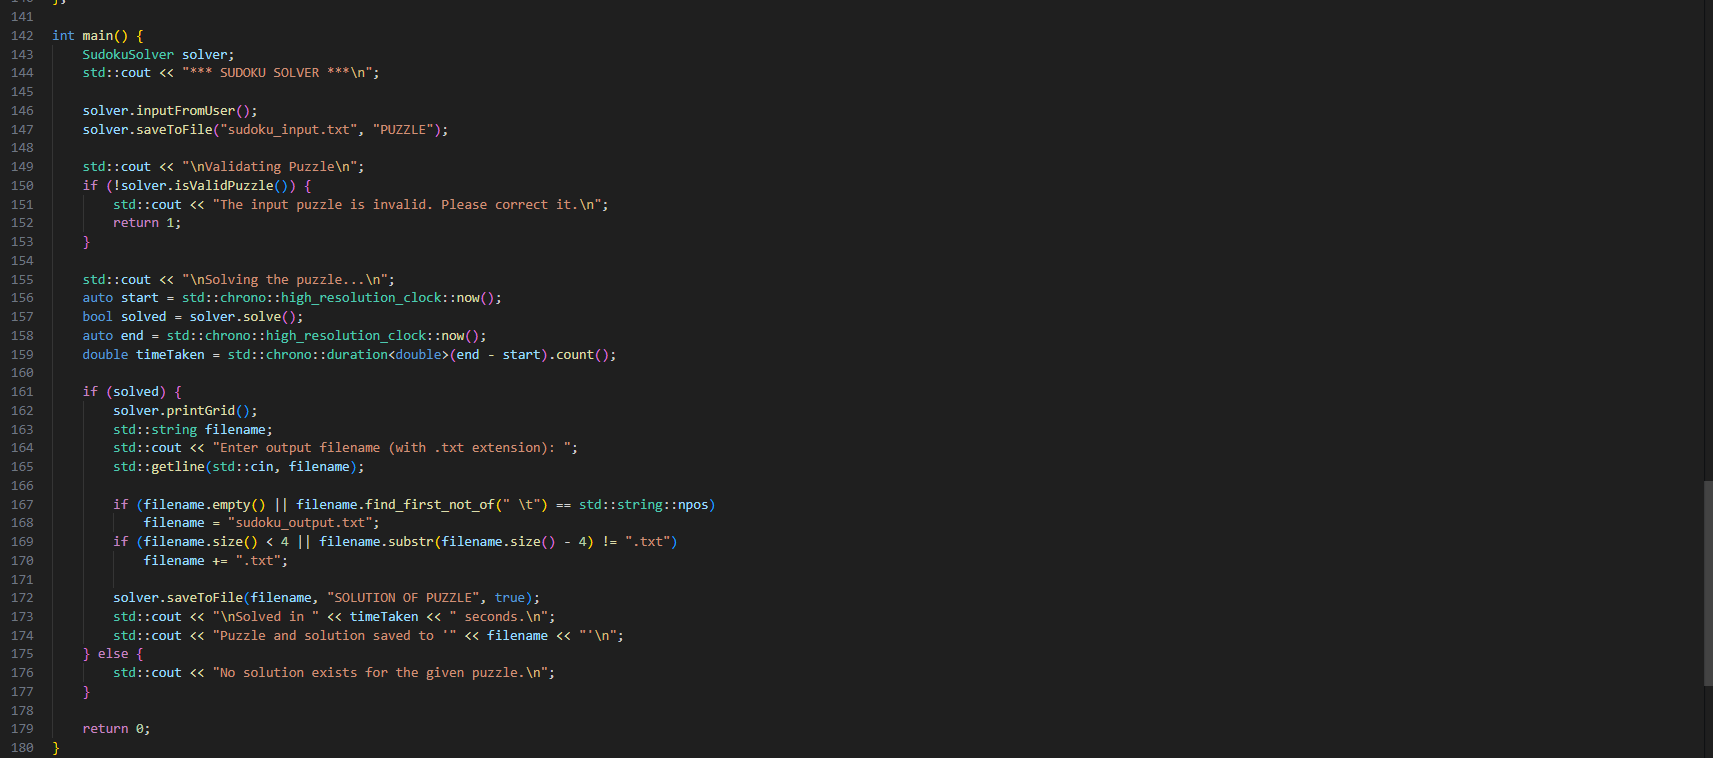 141
142 int main() {
143     SudokuSolver solver;
144     std::cout << "*** SUDOKU SOLVER ***\n";
145
146     solver.inputFromUser();
147     solver.saveToFile("sudoku_input.txt", "PUZZLE");
148
149     std::cout << "\nValidating Puzzle\n";
150     if (!solver.isValidPuzzle()) {
151         std::cout << "The input puzzle is invalid. Please correct it.\n";
152         return 1;
153     }
154
155     std::cout << "\nSolving the puzzle...\n";
156     auto start = std::chrono::high_resolution_clock::now();
157     bool solved = solver.solve();
158     auto end = std::chrono::high_resolution_clock::now();
159     double timeTaken = std::chrono::duration<double>(end - start).count();
160
161     if (solved) {
162         solver.printGrid();
163         std::string filename;
164         std::cout << "Enter output filename (with .txt extension): ";
165         std::getline(std::cin, filename);
166
167         if (filename.empty() || filename.find_first_not_of(" \t") == std::string::npos)
168             filename = "sudoku_output.txt";
169         if (filename.size() < 4 || filename.substr(filename.size() - 4) != ".txt")
170             filename += ".txt";
171
172         solver.saveToFile(filename, "SOLUTION OF PUZZLE", true);
173         std::cout << "\nSolved in " << timeTaken << " seconds.\n";
174         std::cout << "Puzzle and solution saved to '" << filename << "'\n";
175     } else {
176         std::cout << "No solution exists for the given puzzle.\n";
177     }
178
179     return 0;
180 }